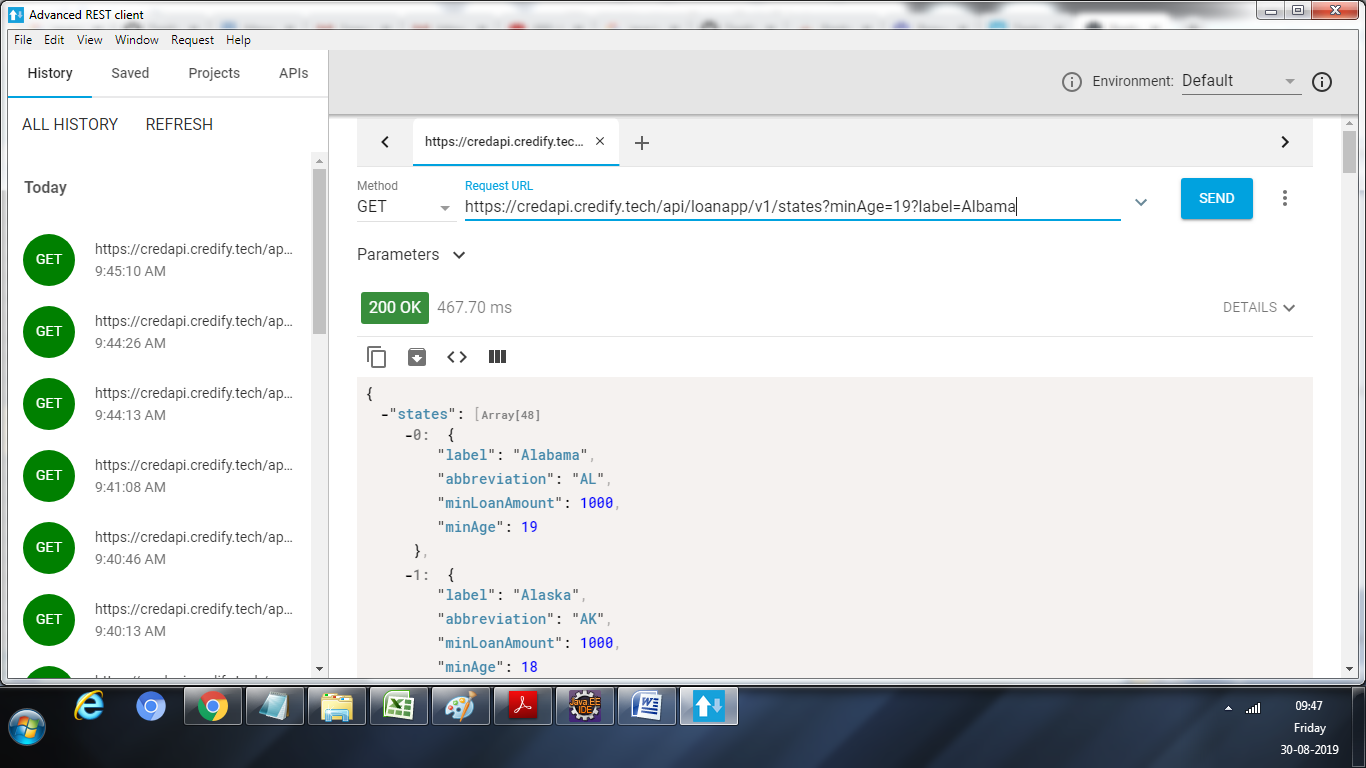 Advanced REST client
File Edit View Window Request Help
History Saved Projects APIs
Environment: Default
ALL HISTORY REFRESH
https://credapi.credify.tec...
Today
Method
GET
Request URL
https://credapi.credify.tech/api/loanapp/v1/states?minAge=19?label=Albama
SEND
Parameters
GET https://credapi.credify.tech/ap...
9:45:10 AM
GET https://credapi.credify.tech/ap...
9:44:26 AM
GET https://credapi.credify.tech/ap...
9:44:13 AM
GET https://credapi.credify.tech/ap...
9:41:08 AM
GET https://credapi.credify.tech/ap...
9:40:46 AM
GET https://credapi.credify.tech/ap...
9:40:13 AM
200 OK 467.70 ms DETAILS
{
-"states": [Array[48]
-0: {
"label": "Alabama",
"abbreviation": "AL",
"minLoanAmount": 1000,
"minAge": 19
},
-1: {
"label": "Alaska",
"abbreviation": "AK",
"minLoanAmount": 1000,
"minAge": 18
Java EE
IDE
09:47
Friday
30-08-2019